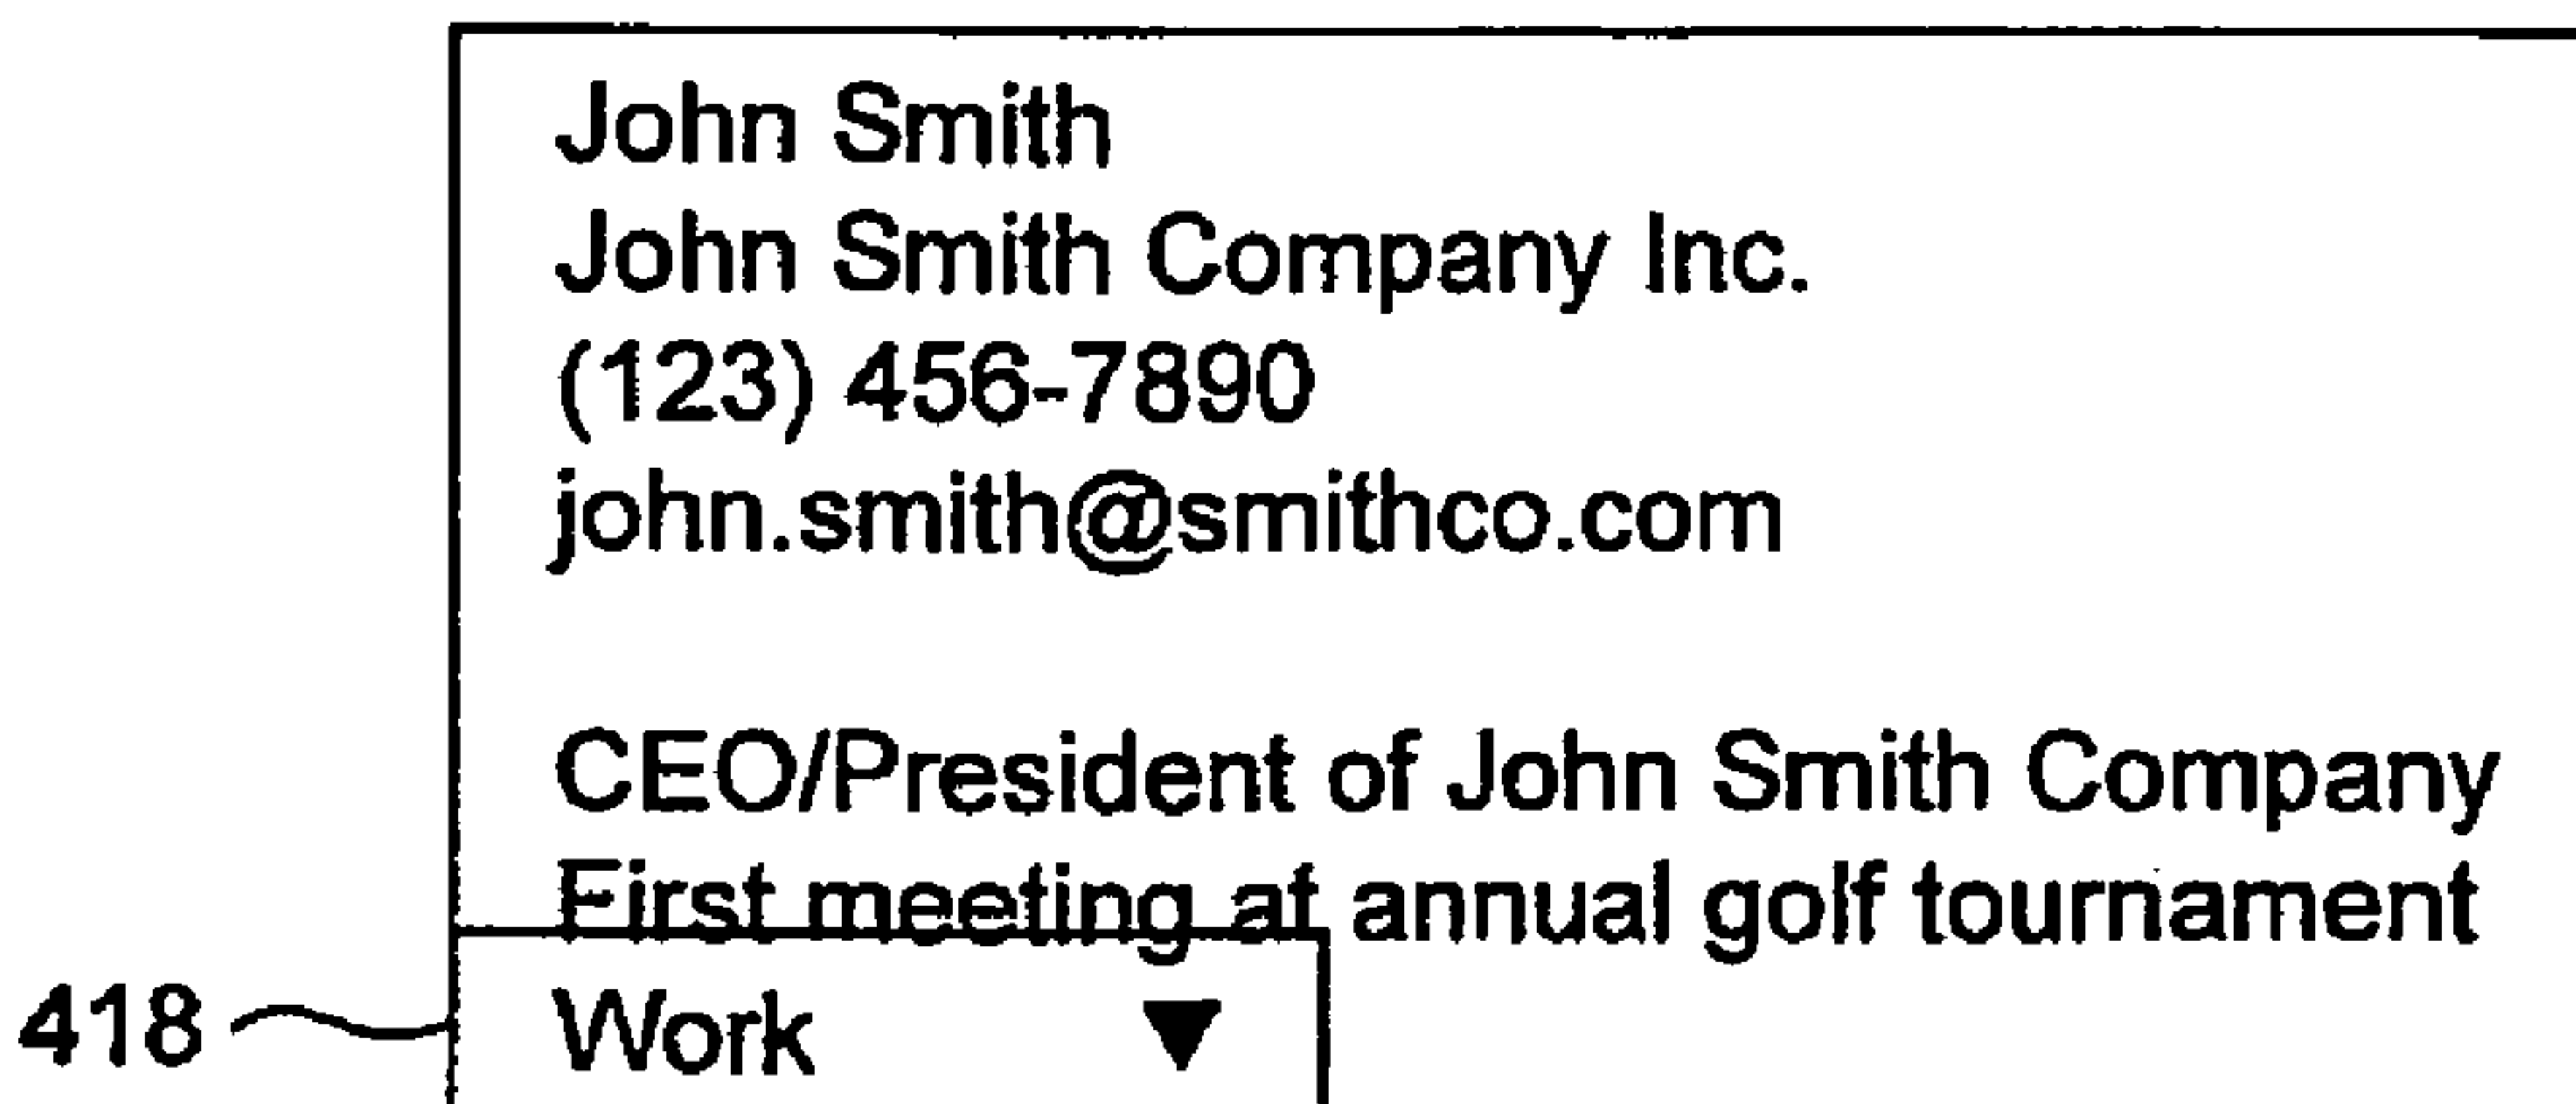 John Smith
John Smith Company Inc.
(123) 456-7890
john.smith@smithco.com
CEO/President of John Smith Company
First meeting at annual golf tournament
418 Work